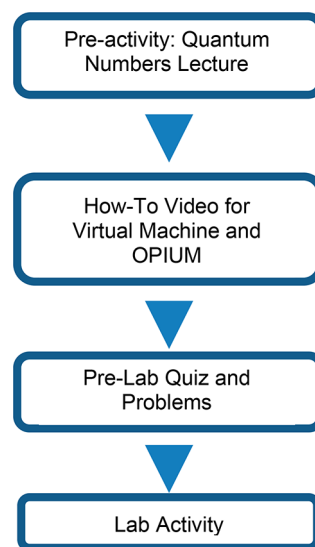 Pre-activity: Quantum
Numbers Lecture
How-To Video for
Virtual Machine and
OPIUM
Pre-Lab Quiz and
Problems
Lab Activity